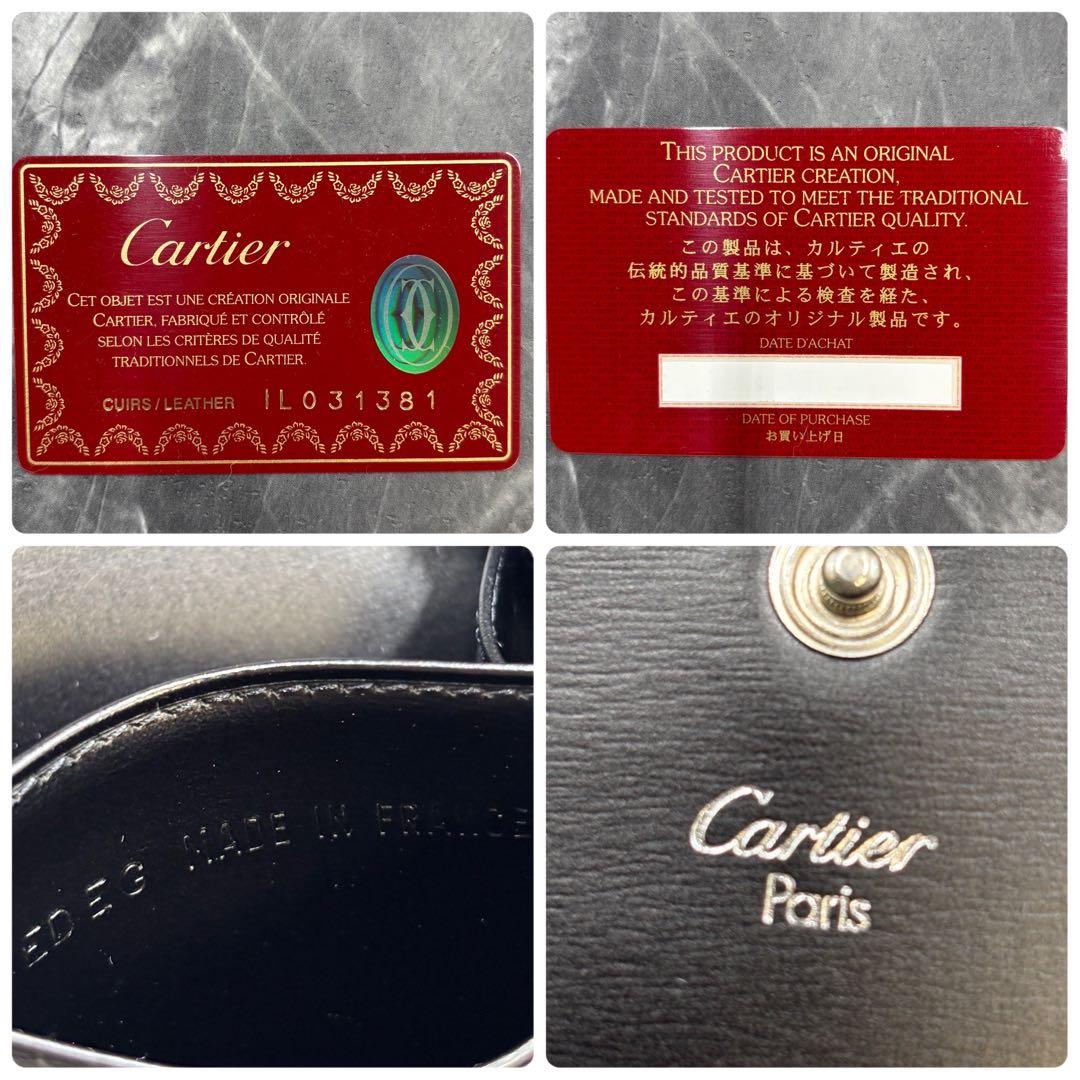 Cartier
CET OBJET EST UNE CRÉATION ORIGINALE
CARTIER, FABRIQUÉ ET CONTRÔLÉ
SELON LES CRITÈRES DE QUALITÉ
TRADITIONNELS DE CARTIER.
CUIRS/LEATHER IL031381
THIS PRODUCT IS AN ORIGINAL
CARTIER CREATION,
MADE AND TESTED TO MEET THE TRADITIONAL
STANDARDS OF CARTIER QUALITY.
この製品は、カルティエの
伝統的品質基準に基づいて製造され、
この基準による検査を経た、
カルティエのオリジナル製品です。
DATE D'ACHAT
DATE OF PURCHASE
お買い上げ日
EDEG MADE IN FRANCE
Cartier
Paris